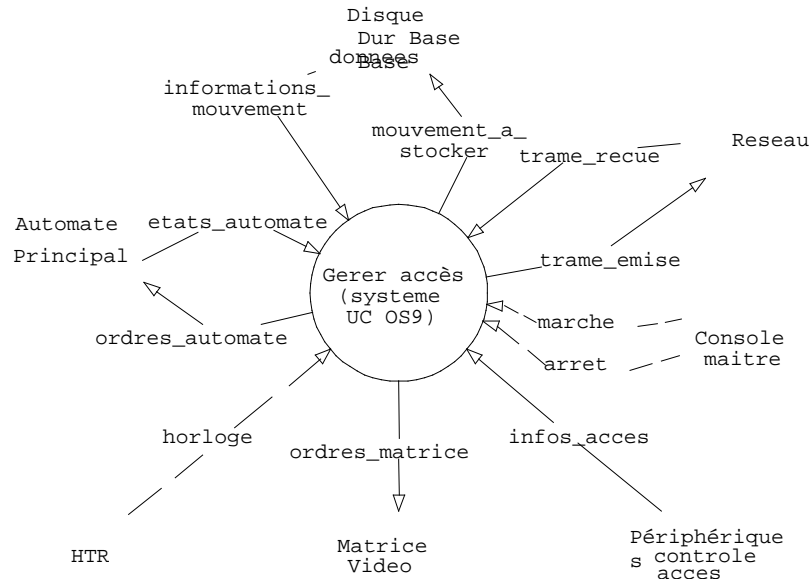 Disque
Dur Base
donnees
Base
informations_
mouvement
mouvement_a_
stocker
trame_recue
Reseau
Automate
Principal
etats_automate
trame_emise
Gerer accès
(systeme
UC OS9)
ordres_automate
marche
arret
Console
maitre
horloge
ordres_matrice
infos_acces
HTR
Matrice
Video
Périphérique
s controle
acces